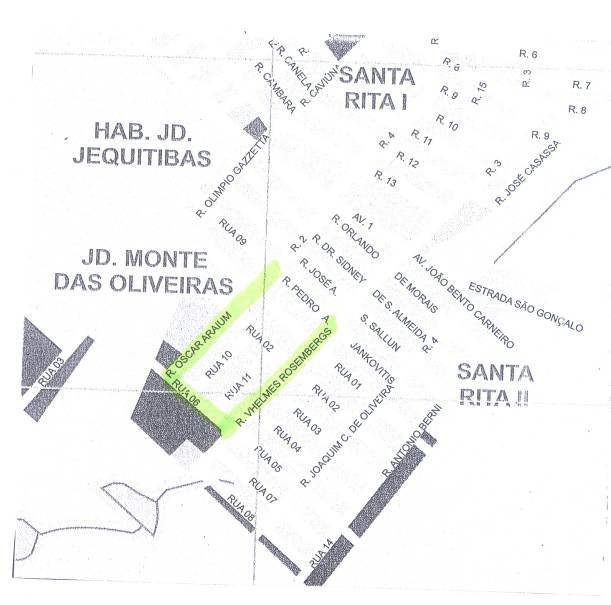 R. CANELA
R.
R. CAMBARA
R. CAVIUN
SANTA
RITA I
R.
R. 6
R. 6
R. 3
R. 7
R. 9
R. 15
R. 8
R. 10
R. 9
HAB. JD.
JEQUITIBAS
R. 4
R. 11
R. 12
R. 13
R. 3
R. JOSÉ CASASSA
R. OLIMPIO GAZZETTA
RUA 09
AV. 1
R. ORLANDO
R. 2
R. DR. SIDNEY
R. JOSÉ A.
R. PEDRO
A
DE MORAIS
DE S. ALMEIDA
R. 4
S. SALLUN
JANKOVITIS
AV. JOÃO BENTO CARNEIRO
ESTRADA SÃO GONÇALO
JD. MONTE
DAS OLIVEIRAS
R. OSCAR ARAIUM
RUA 02
RUA 10
RUA 11
RUA 06
R. VHELMES ROSEMBERGS
RUA 03
RUA 01
RUA 02
RUA 03
RUA 04
RUA 05
RUA 07
RUA 08
R. JOAQUIM C. DE OLIVEIRA
R. ANTONIO BERNI
RUA 14
SANTA
RITA II